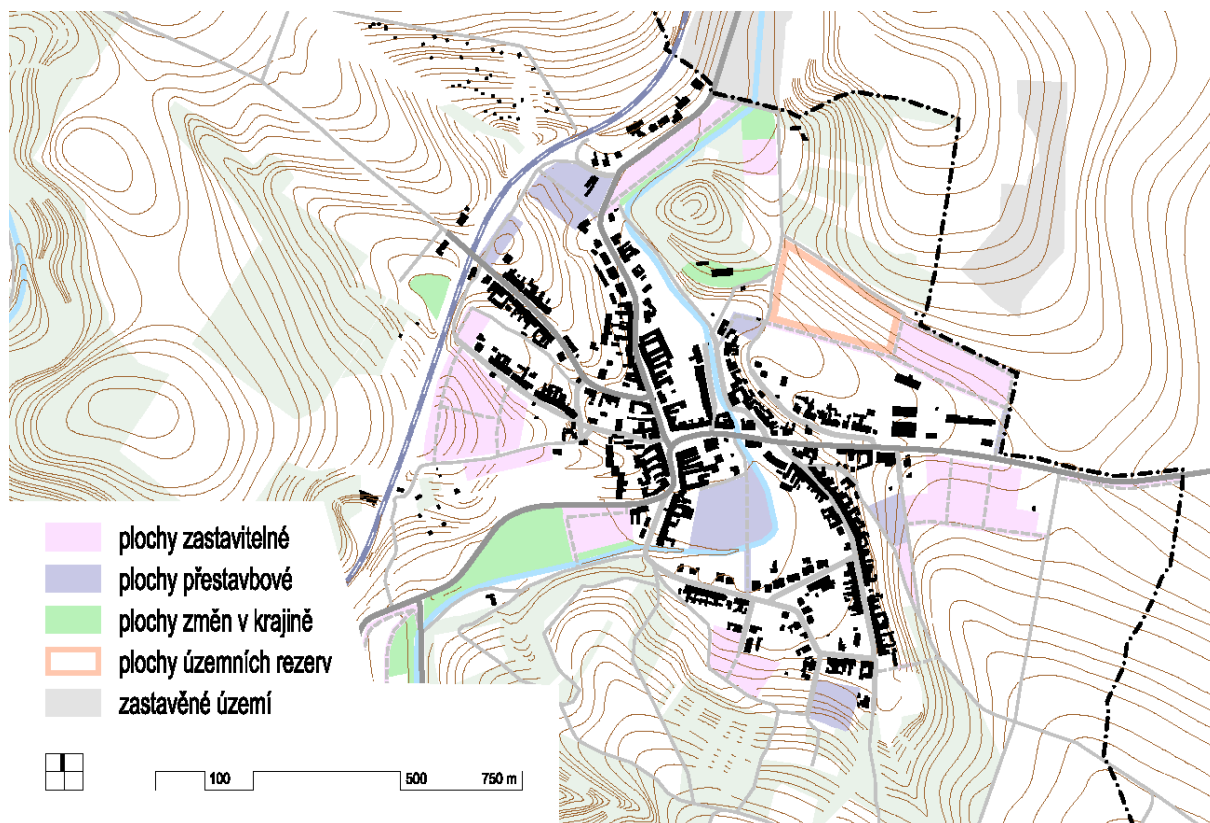 plochy zastavitelné
plochy přestavbové
plochy změn v krajině
plochy územních rezerv
zastavěné území
100 500 750 m